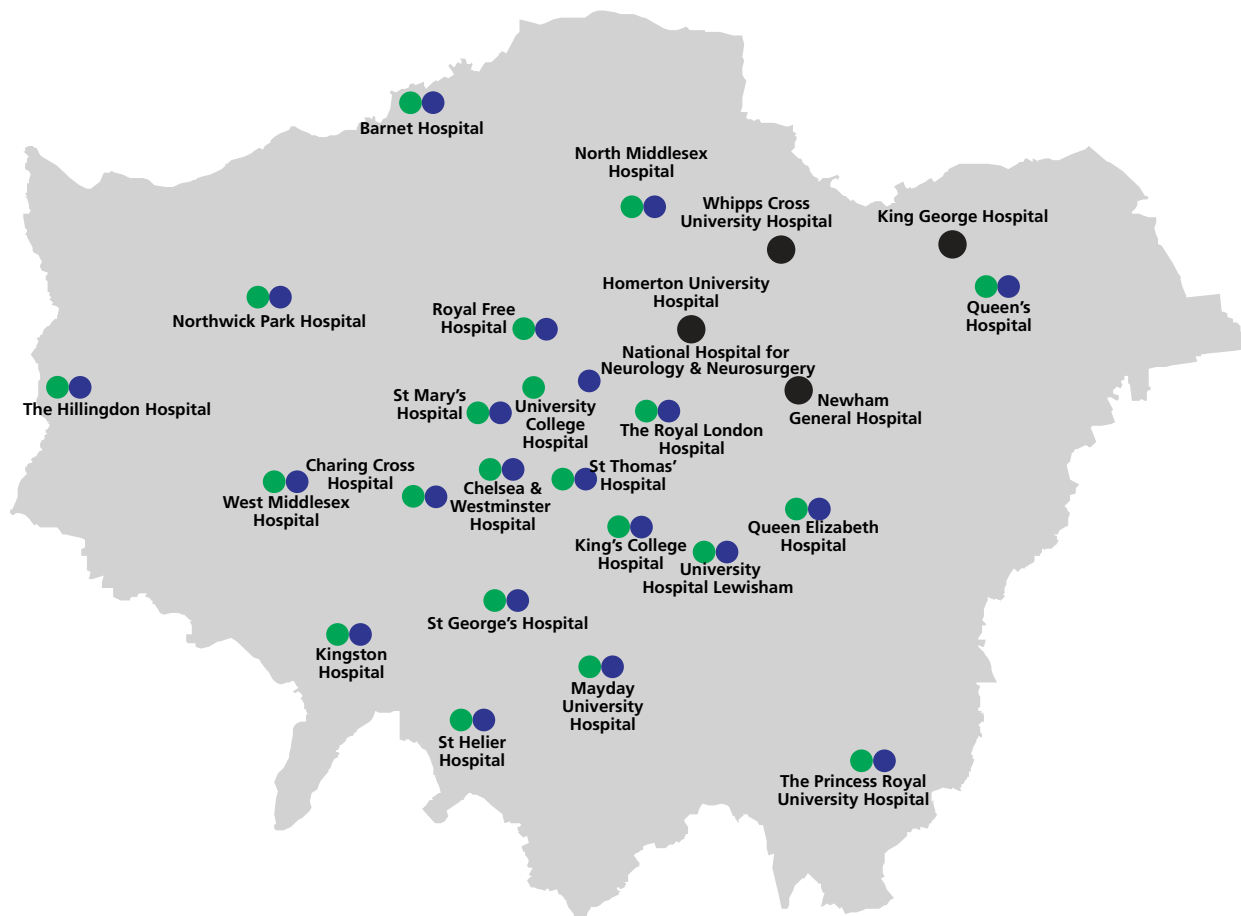 Barnet Hospital
North Middlesex
Hospital
Whipps Cross
University Hospital
King George Hospital
Homerton University
Hospital
Queen's
Hospital
Northwick Park Hospital
Royal Free
Hospital
National Hospital for
Neurology & Neurosurgery
The Hillingdon Hospital
St Mary's
Hospital
University
College
Hospital
The Royal London
Hospital
Newham
General Hospital
Charing Cross
Hospital
West Middlesex
Hospital
Chelsea &
Westminster
Hospital
St Thomas'
Hospital
Queen Elizabeth
Hospital
King's College
Hospital
University
Hospital Lewisham
St George's Hospital
Kingston
Hospital
Mayday
University
Hospital
St Helier
Hospital
The Princess Royal
University Hospital